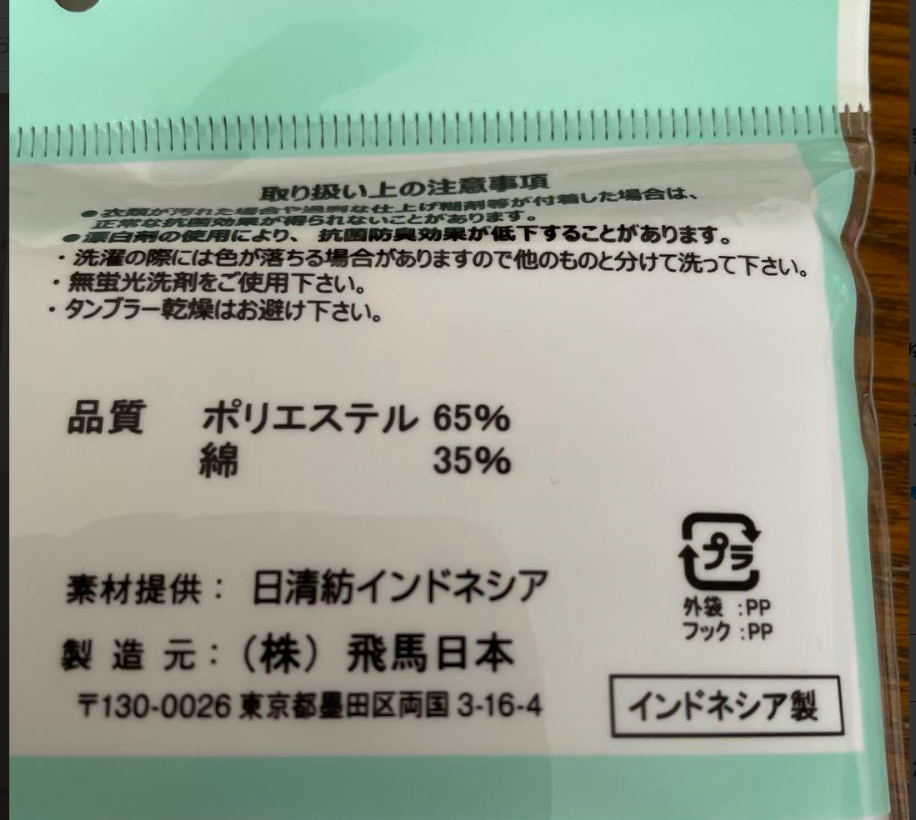 取り扱い上の注意事項
●衣類が汚れた場合や過剰な仕上げ糊剤等が付着した場合は、
正常な抗菌効果が得られないことがあります。
●漂白剤の使用により、抗菌防臭効果が低下することがあります。
・洗濯の際には色が落ちる場合がありますので他のものと分けて洗って下さい。
・無蛍光洗剤をご使用下さい。
・タンブラー乾燥はお避け下さい。
品質 ポリエステル 65%
綿 35%
素材提供：日清紡インドネシア
製造元：（株）飛馬日本
〒130-0026 東京都墨田区両国 3-16-4
プラ
外袋 :PP
フック :PP
インドネシア製